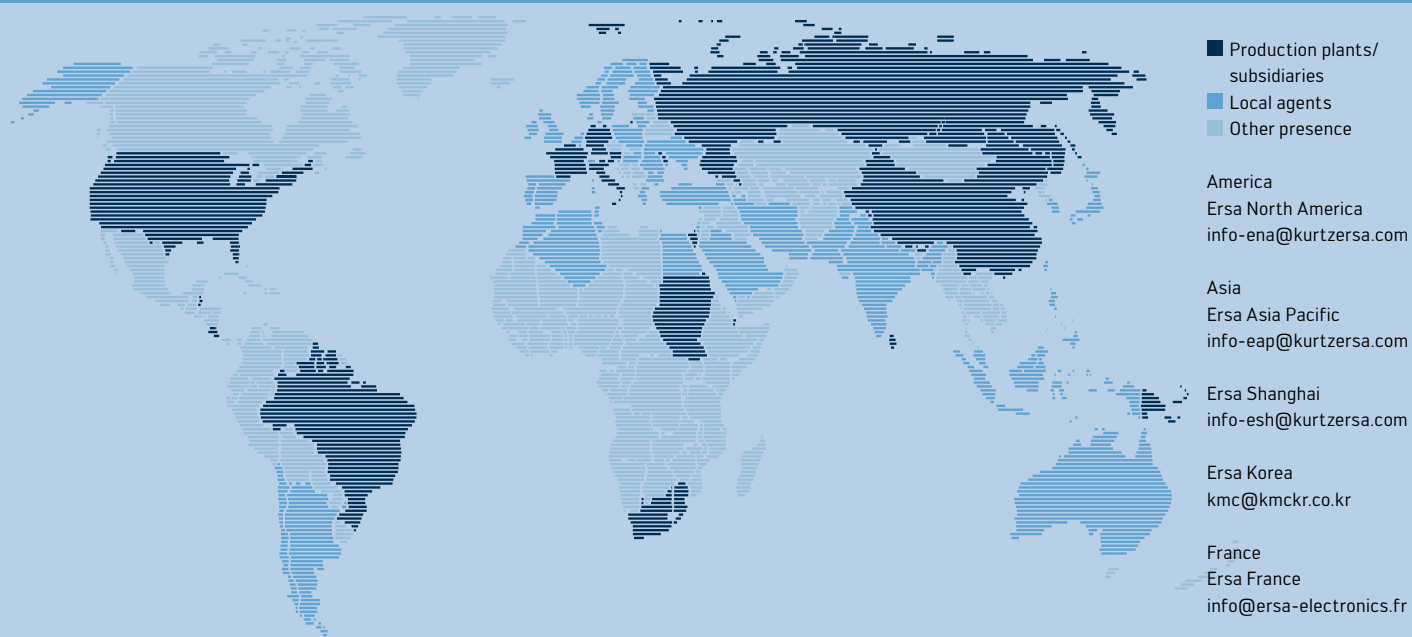 Production plants/
subsidiaries
Local agents
Other presence
America
Ersa North America
info-ena@kurtzersa.com
Asia
Ersa Asia Pacific
info-eap@kurtzersa.com
Ersa Shanghai
info-esh@kurtzersa.com
Ersa Korea
kmc@kmckr.co.kr
France
Ersa France
info@ersa-electronics.fr